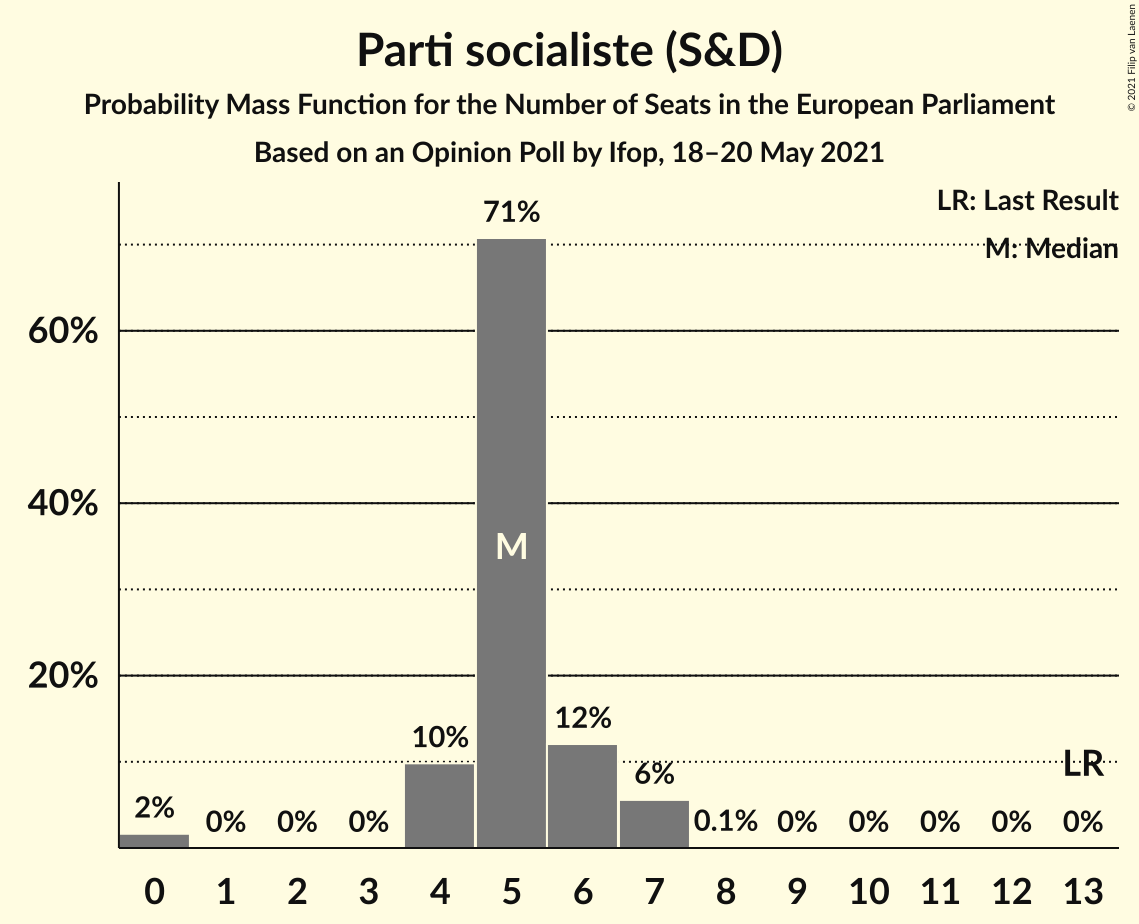 Parti socialiste (S&D)
Probability Mass Function for the Number of Seats in the European Parliament
Based on an Opinion Poll by Ifop, 18–20 May 2021
© 2021 Filip van Laenen
LR: Last Result
M: Median
71%
60%
40%
M
20%
12%
10%
LR
6%
2%
0%
0%
0%
0.1%
0%
0%
0%
0%
0%
0 1 2 3 4 5 6 7 8 9 10 11 12 13